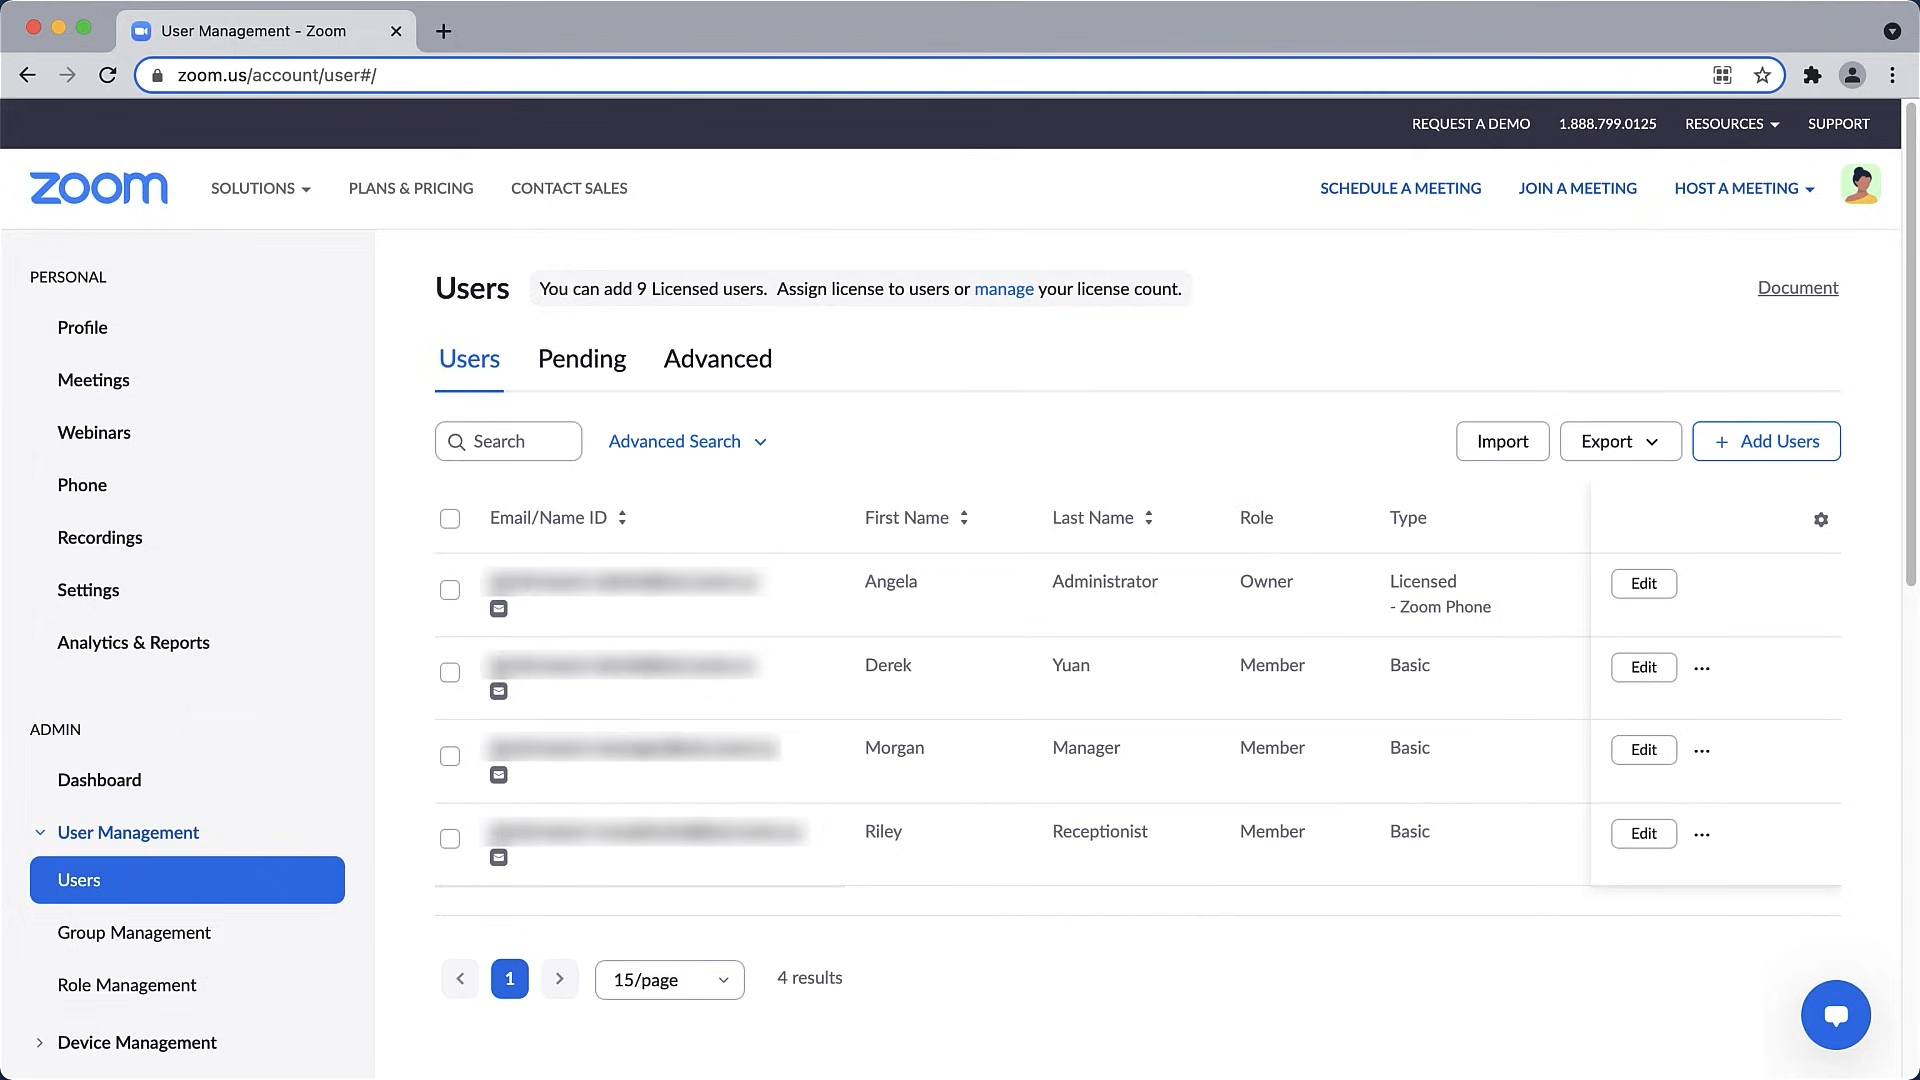 User Management - Zoom
zoom.us/account/user#/
REQUEST A DEMO 1.888.799.0125 RESOURCES SUPPORT
zoom SOLUTIONS PLANS & PRICING CONTACT SALES SCHEDULE A MEETING JOIN A MEETING HOST A MEETING
PERSONAL
Profile
Meetings
Webinars
Phone
Recordings
Settings
Analytics & Reports
ADMIN
Dashboard
User Management
Users
Group Management
Role Management
Device Management
Users You can add 9 Licensed users. Assign license to users or manage your license count. Document
Users Pending Advanced
Search Advanced Search Import Export + Add Users
Email/Name ID First Name Last Name Role Type
Angela Administrator Owner Licensed Edit
- Zoom Phone
Derek Yuan Member Basic Edit
Morgan Manager Member Basic Edit
Riley Receptionist Member Basic Edit
1 15/page 4 results